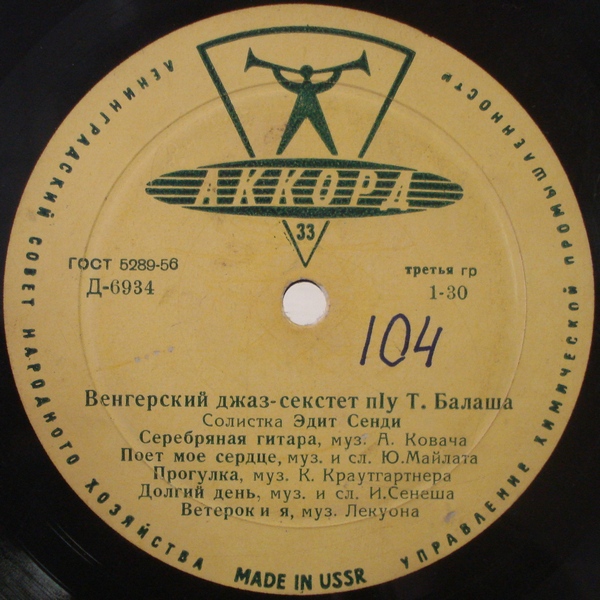 ЛЕНИНГРАДСКИЙ СОВЕТ НАРОДНОГО ХОЗЯЙСТВА
УПРАВЛЕНИЕ ХИМИЧЕСКОЙ ПРОМЫШЛЕННОСТИ
АККОРД
33
ГОСТ 5289-56
третья гр
Д-6934
1-30
104
Венгерский джаз-секстет п/у Т. Балаша
Солистка Эдит Сенди
Серебряная гитара, муз. А. Ковача
Поет мое сердце, муз. и сл. Ю.Майлата
Прогулка, муз. К. Краутгартнера
Долгий день, муз. и сл. И.Сенеша
Ветерок и я, муз. Лекуона
MADE IN USSR